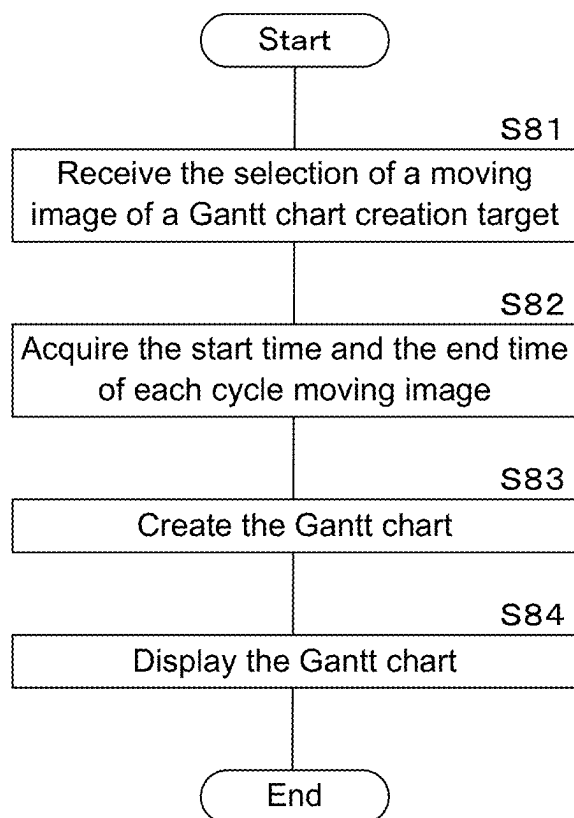 Start
S81
Receive the selection of a moving
image of a Gantt chart creation target
S82
Acquire the start time and the end time
of each cycle moving image
S83
Create the Gantt chart
S84
Display the Gantt chart
End